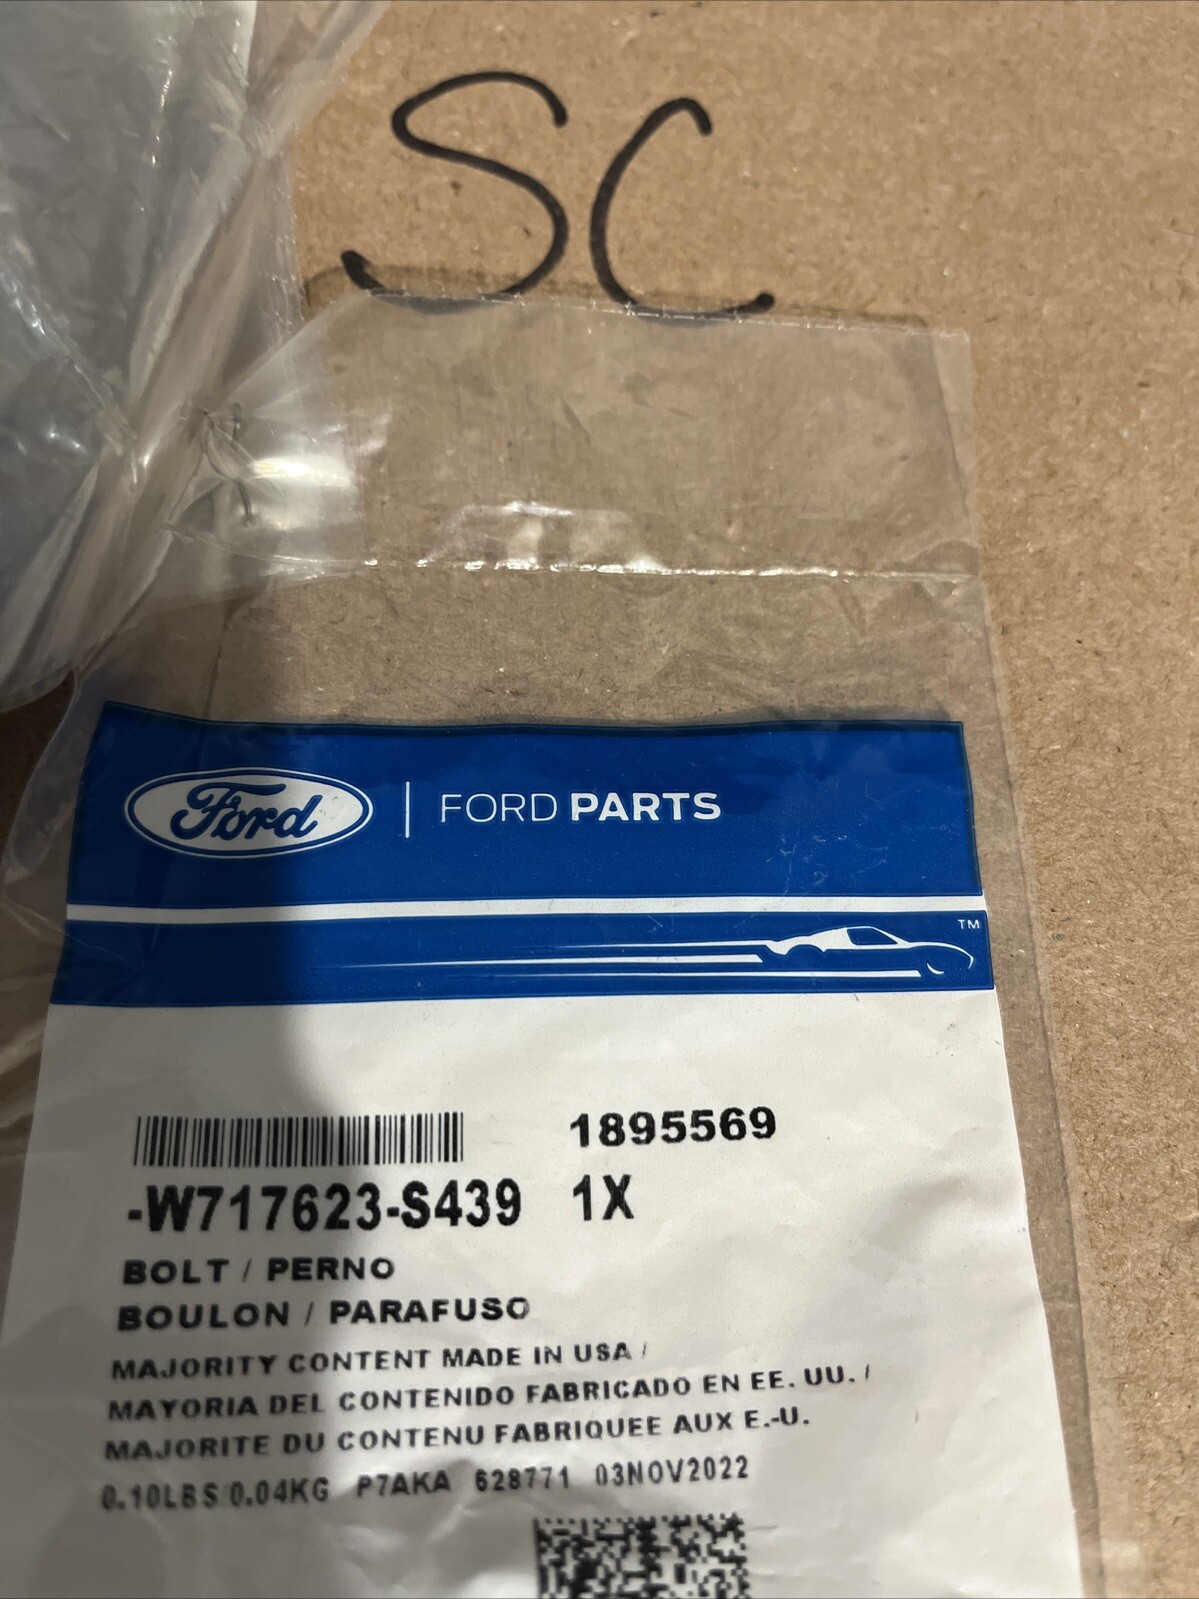 SC
Ford | FORD PARTS
TM
1895569
-W717623-S439 1X
BOLT / PERNO
BOULON / PARAFUSO
MAJORITY CONTENT MADE IN USA /
MAYORIA DEL CONTENIDO FABRICADO EN EE. UU. /
MAJORITE DU CONTENU FABRIQUEE AUX E.-U.
0.10LBS/0.04KG P7AKA 628771 03NOV2022